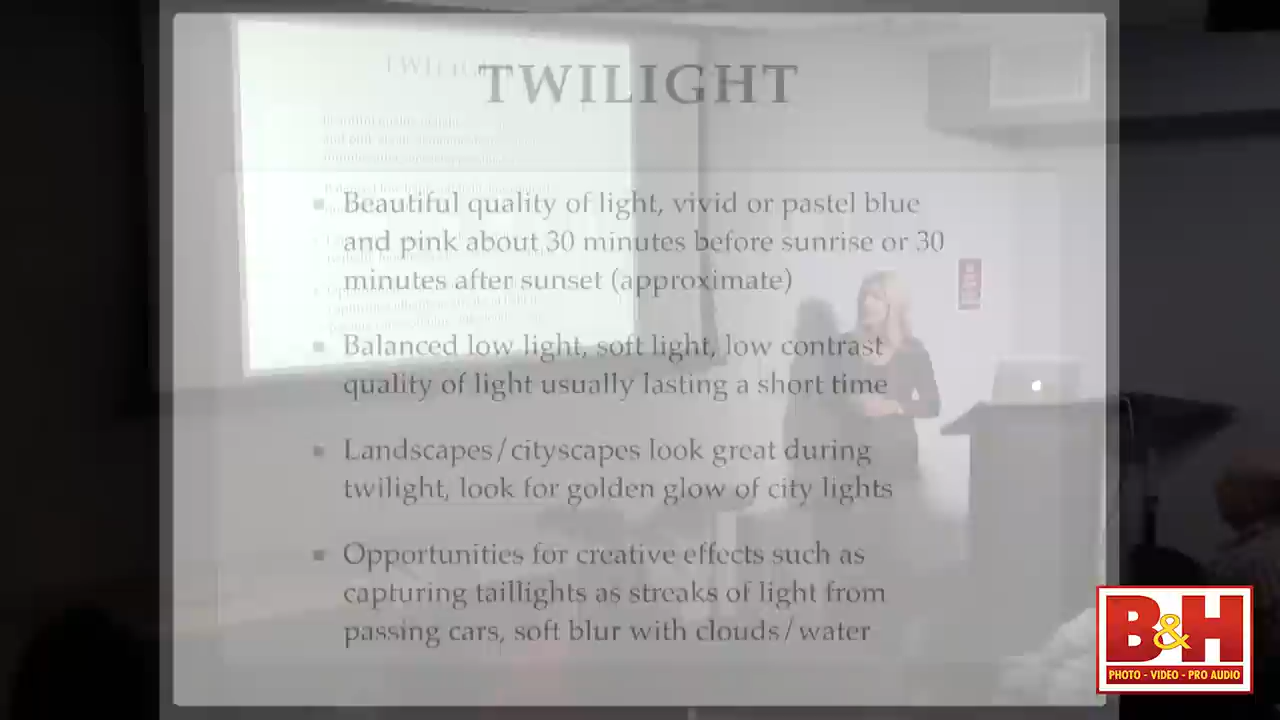 TWILIGHT
▪ Beautiful quality of light, vivid or pastel blue
and pink about 30 minutes before sunrise or 30
minutes after sunset (approximate)
▪ Balanced low light, soft light, low contrast
quality of light usually lasting a short time
▪ Landscapes/cityscapes look great during
twilight, look for golden glow of city lights
▪ Opportunities for creative effects such as
capturing taillights as streaks of light from
passing cars, soft blur with clouds/water
B&H
PHOTO - VIDEO - PRO AUDIO